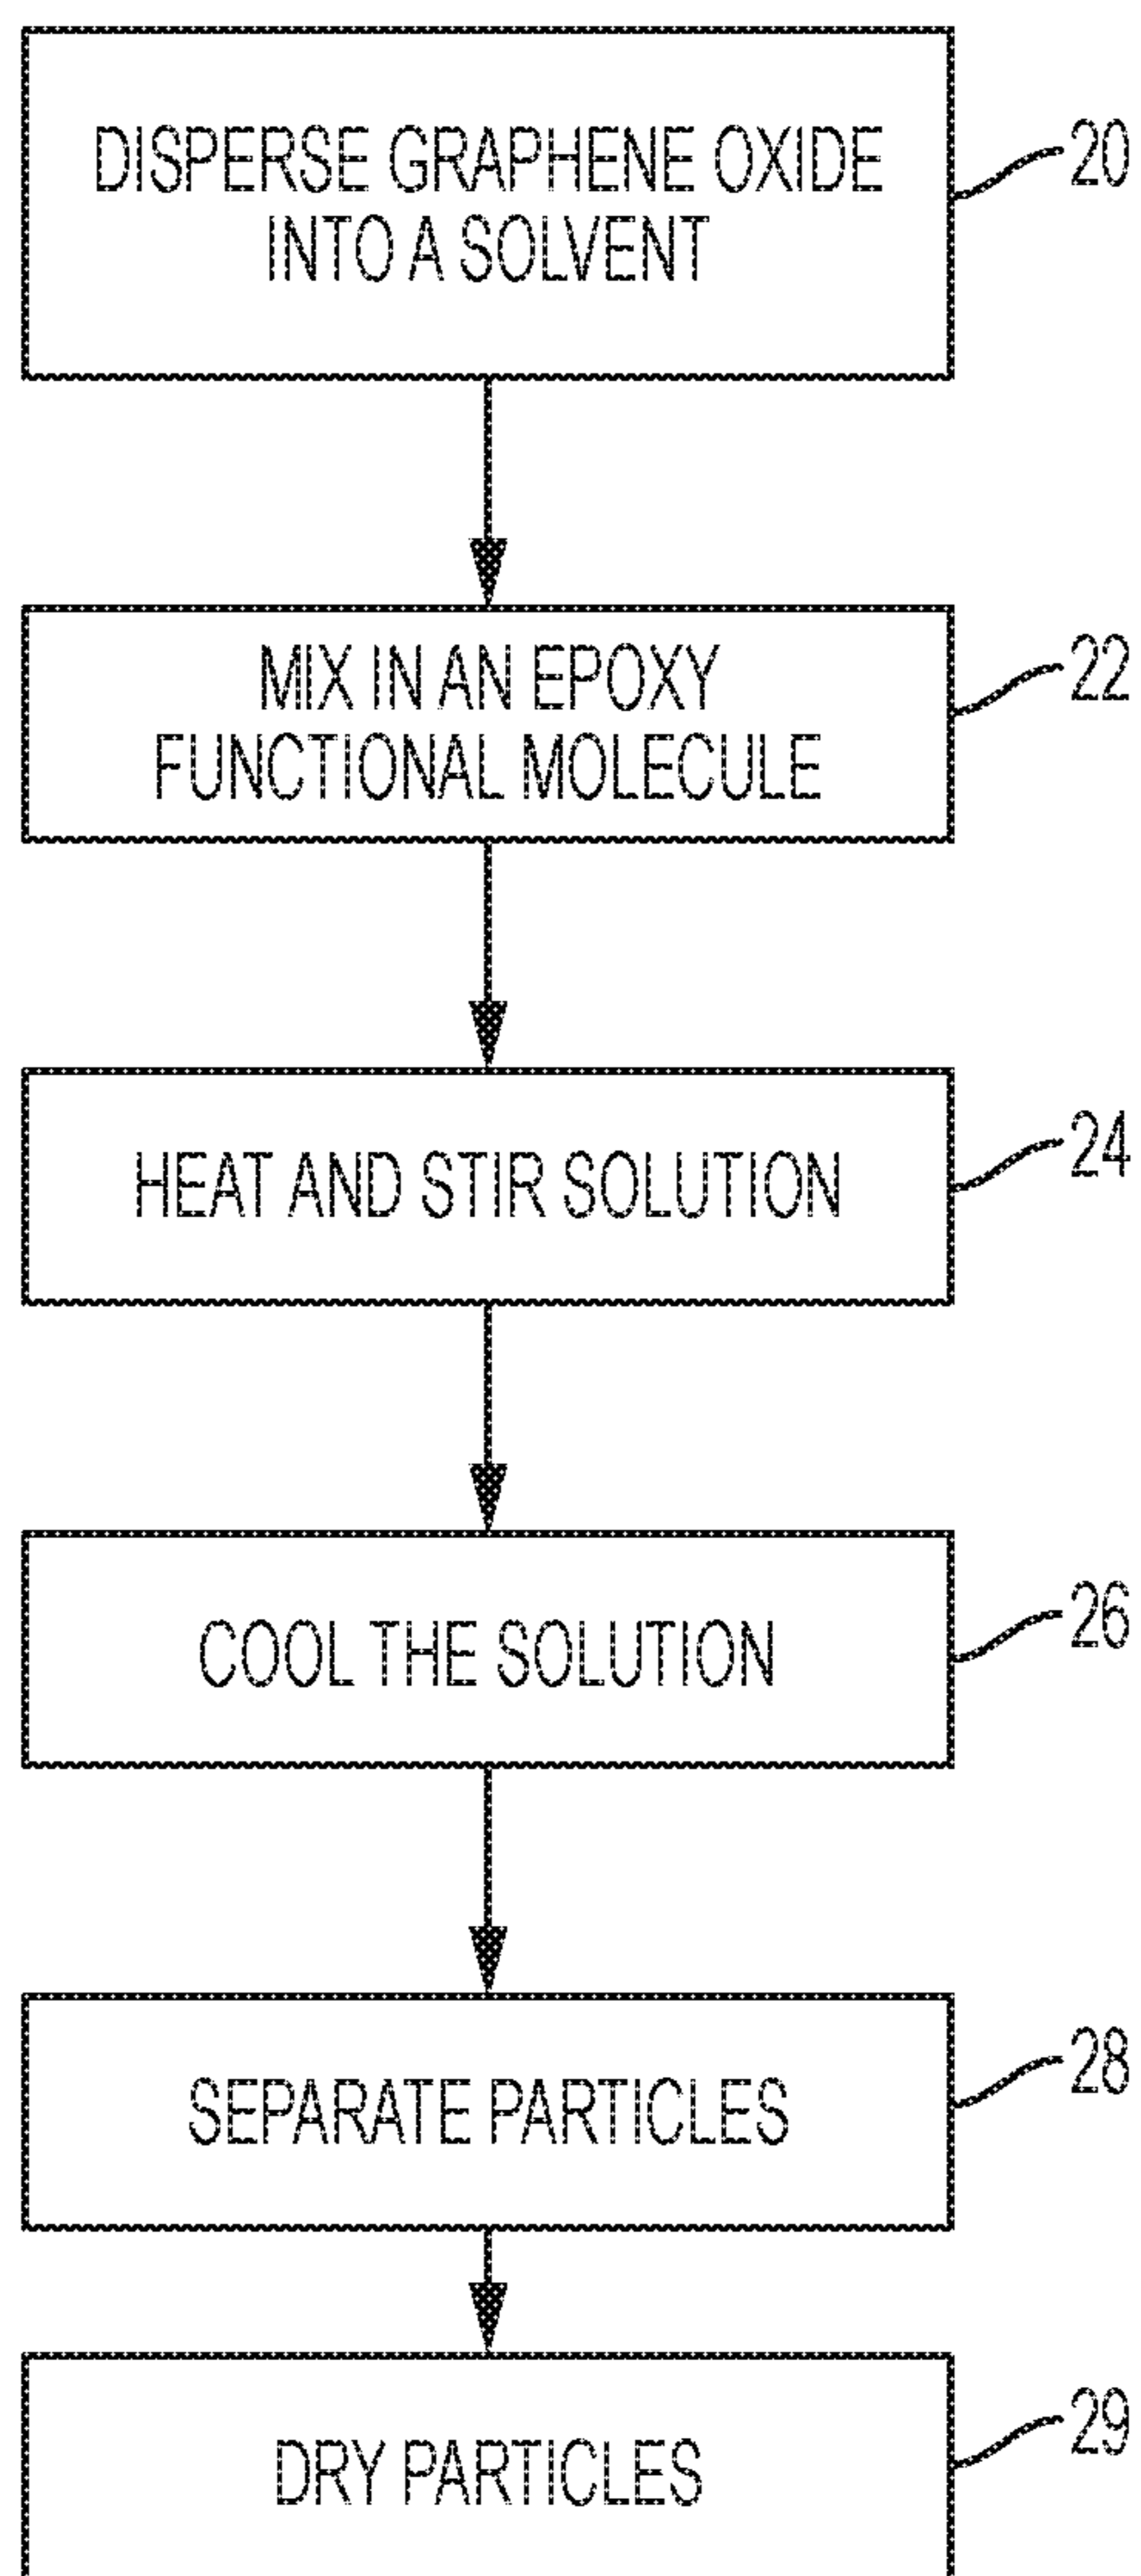 DISPERSE GRAPHENE OXIDE
INTO A SOLVENT
20
MIX IN AN EPOXY
FUNCTIONAL MOLECULE
22
HEAT AND STIR SOLUTION
24
COOL THE SOLUTION
26
SEPARATE PARTICLES
28
DRY PARTICLES
29